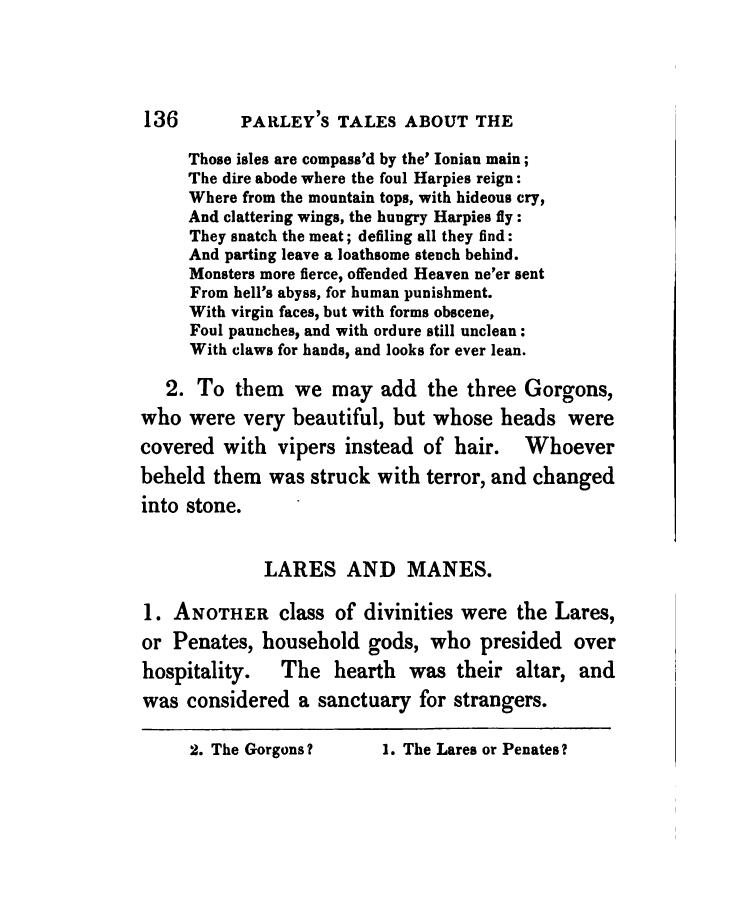 136 PARLEY'S TALES ABOUT THE
Those isles are compass'd by the' Ionian main;
The dire abode where the foul Harpies reign:
Where from the mountain tops, with hideous cry,
And clattering wings, the hungry Harpies fly:
They snatch the meat; defiling all they find:
And parting leave a loathsome stench behind.
Monsters more fierce, offended Heaven ne'er sent
From hell's abyss, for human punishment.
With virgin faces, but with forms obscene,
Foul paunches, and with ordure still unclean:
With claws for hands, and looks for ever lean.
2. To them we may add the three Gorgons,
who were very beautiful, but whose heads were
covered with vipers instead of hair. Whoever
beheld them was struck with terror, and changed
into stone.
LARES AND MANES.
1. ANOTHER class of divinities were the Lares,
or Penates, household gods, who presided over
hospitality. The hearth was their altar, and
was considered a sanctuary for strangers.
2. The Gorgons? 1. The Lares or Penates?